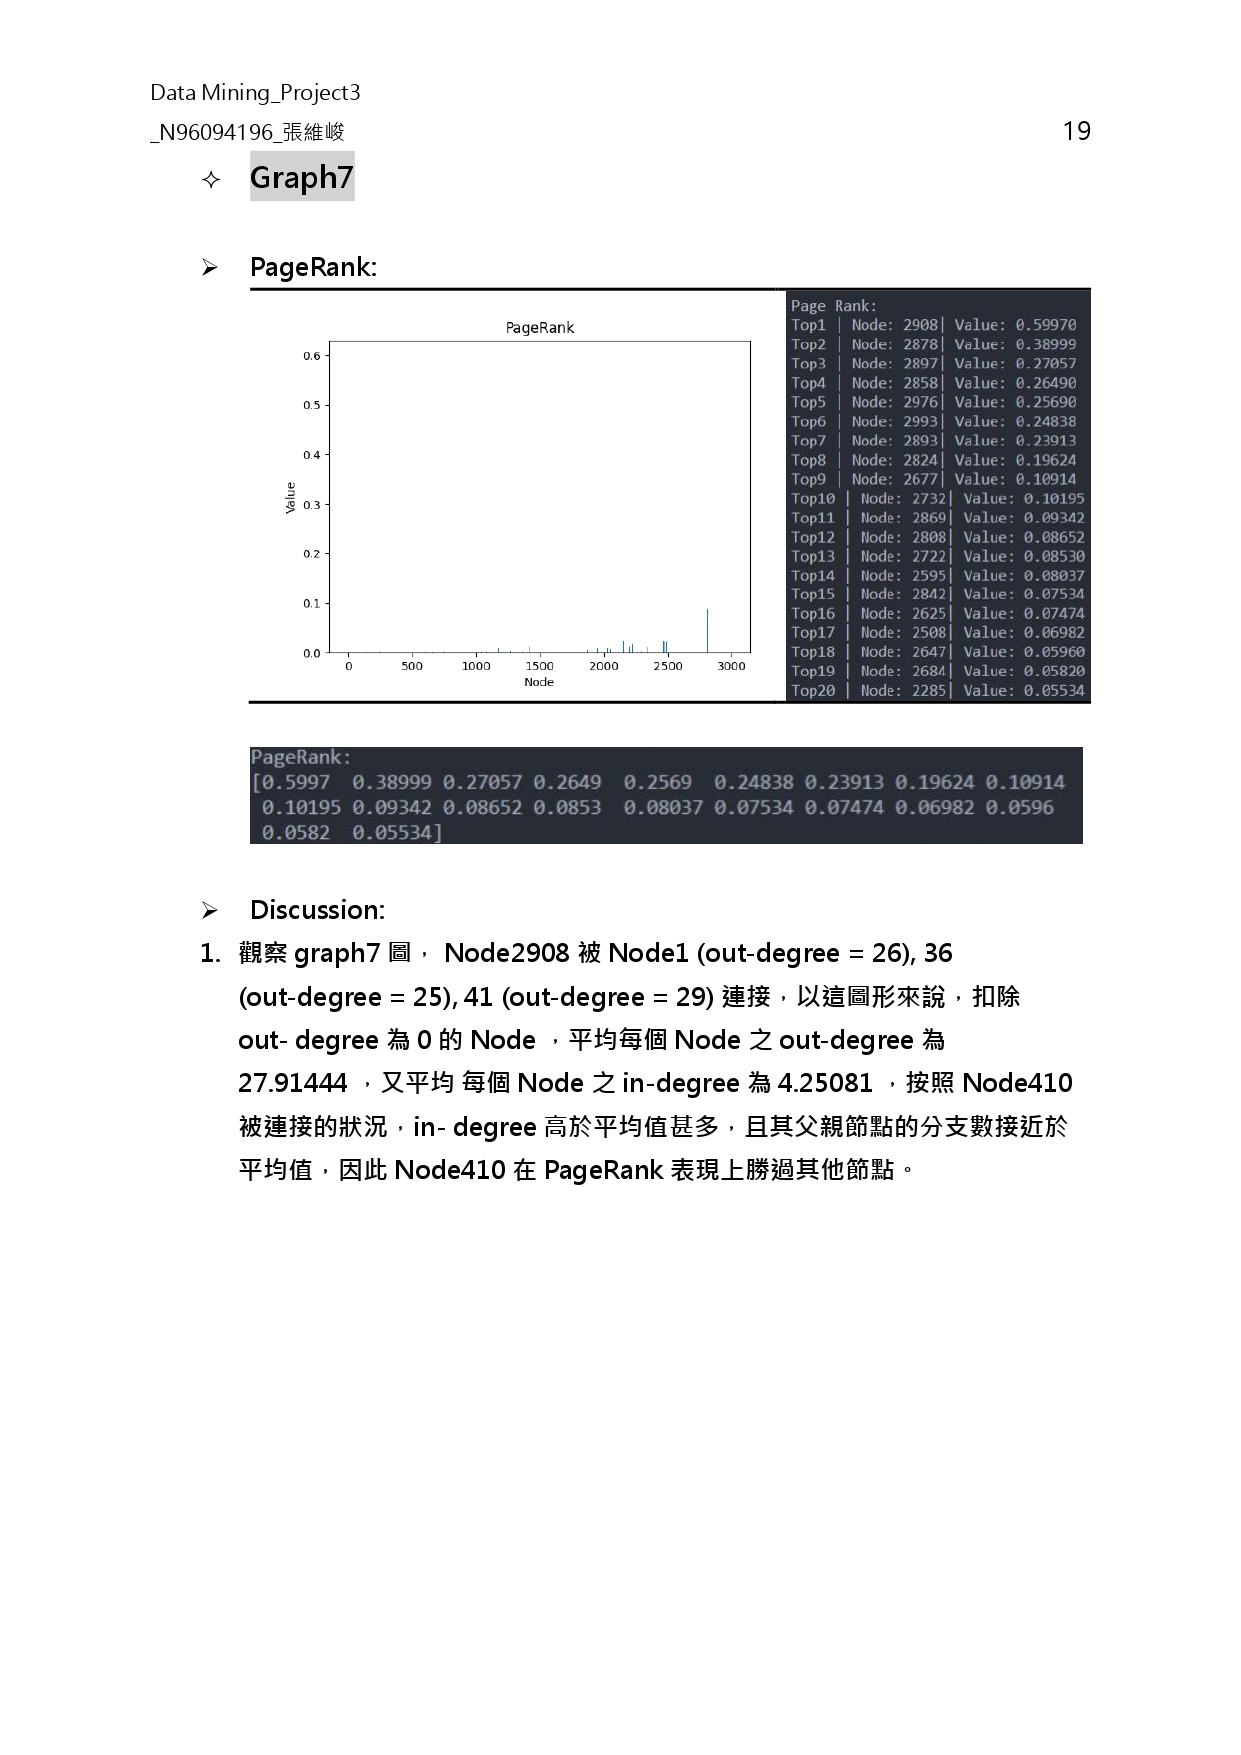 Data Mining_Project3
_N96094196_張維峻
19
✧ Graph7
➢ PageRank:
PageRank
0.6
0.5
0.4
0.3
0.2
0.1
0.0
Value
0 500 1000 1500 2000 2500 3000
Node
Page Rank:
Top1 | Node: 2908| Value: 0.59970
Top2 | Node: 2878| Value: 0.38999
Top3 | Node: 2897| Value: 0.27057
Top4 | Node: 2858| Value: 0.26490
Top5 | Node: 2976| Value: 0.25690
Top6 | Node: 2993| Value: 0.24838
Top7 | Node: 2893| Value: 0.23913
Top8 | Node: 2824| Value: 0.19624
Top9 | Node: 2677| Value: 0.10914
Top10 | Node: 2732| Value: 0.10195
Top11 | Node: 2869| Value: 0.09342
Top12 | Node: 2808| Value: 0.08652
Top13 | Node: 2722| Value: 0.08530
Top14 | Node: 2595| Value: 0.08037
Top15 | Node: 2842| Value: 0.07534
Top16 | Node: 2625| Value: 0.07474
Top17 | Node: 2508| Value: 0.06982
Top18 | Node: 2647| Value: 0.05960
Top19 | Node: 2684| Value: 0.05820
Top20 | Node: 2285| Value: 0.05534
PageRank:
[0.5997 0.38999 0.27057 0.2649 0.2569 0.24838 0.23913 0.19624 0.10914
0.10195 0.09342 0.08652 0.0853 0.08037 0.07534 0.07474 0.06982 0.0596
0.0582 0.05534]
➢ Discussion:
1. 觀察 graph7 圖， Node2908 被 Node1 (out-degree = 26), 36
(out-degree = 25), 41 (out-degree = 29) 連接，以這圖形來說，扣除
out- degree 為 0 的 Node ，平均每個 Node 之 out-degree 為
27.91444 ，又平均 每個 Node 之 in-degree 為 4.25081 ，按照 Node410
被連接的狀況，in- degree 高於平均值甚多，且其父親節點的分支數接近於
平均值，因此 Node410 在 PageRank 表現上勝過其他節點。